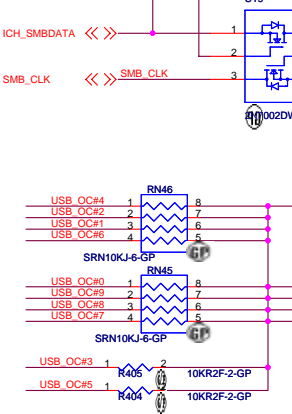 ICH_SMBDATA
1
2
SMB_CLK SMB_CLK 3
RN46
USB_OC#4 1 8
USB_OC#2 2 7
USB_OC#1 3 6
USB_OC#6 4 5
GP
SRN10KJ-6-GP
RN45
USB_OC#0 1 8
USB_OC#9 2 7
USB_OC#8 3 6
USB_OC#7 4 5
GP
SRN10KJ-6-GP
USB_OC#3 1 2
R405 10KR2F-2-GP
USB_OC#5 1 2
R404 10KR2F-2-GP